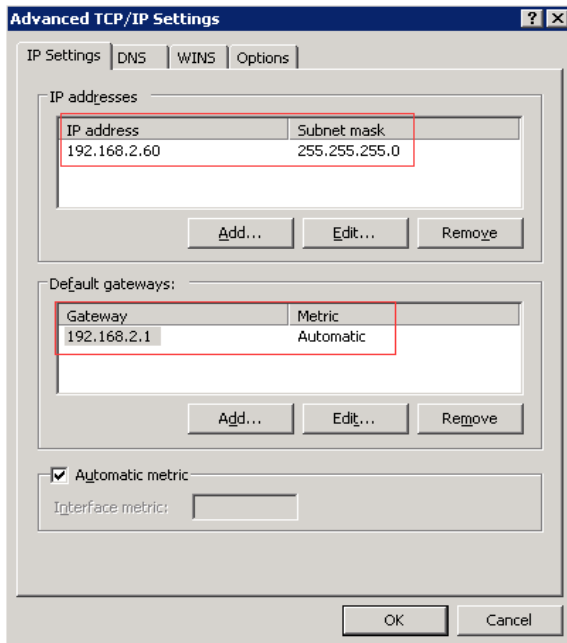 Advanced TCP/IP Settings
IP Settings DNS WINS Options
IP addresses
IP address Subnet mask
192.168.2.60 255.255.255.0
Add... Edit... Remove
Default gateways:
Gateway Metric
192.168.2.1 Automatic
Add... Edit... Remove
Automatic metric
Interface metric:
OK Cancel